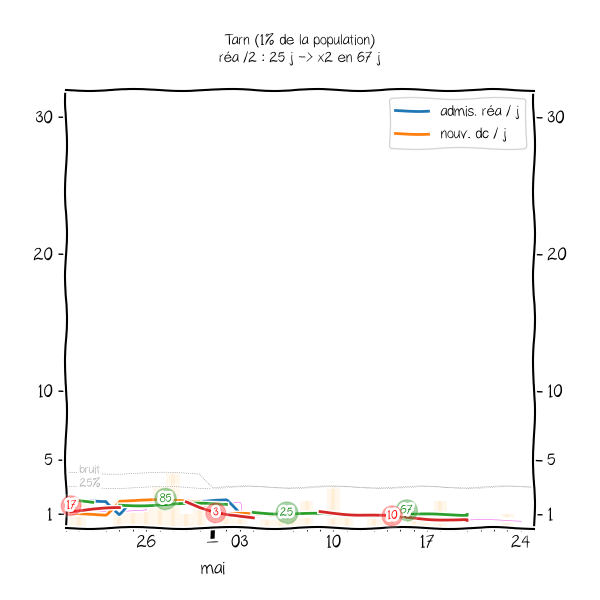 Tarn (1% de la population)
réa /2 : 25 j -> x2 en 67 j
admis. réa / j
nouv. dc / j
30 30
20 20
10 10
5 5
1 1
bruit
25%
17 85 3 25 10 67
26 1 03 10 17 24
mai